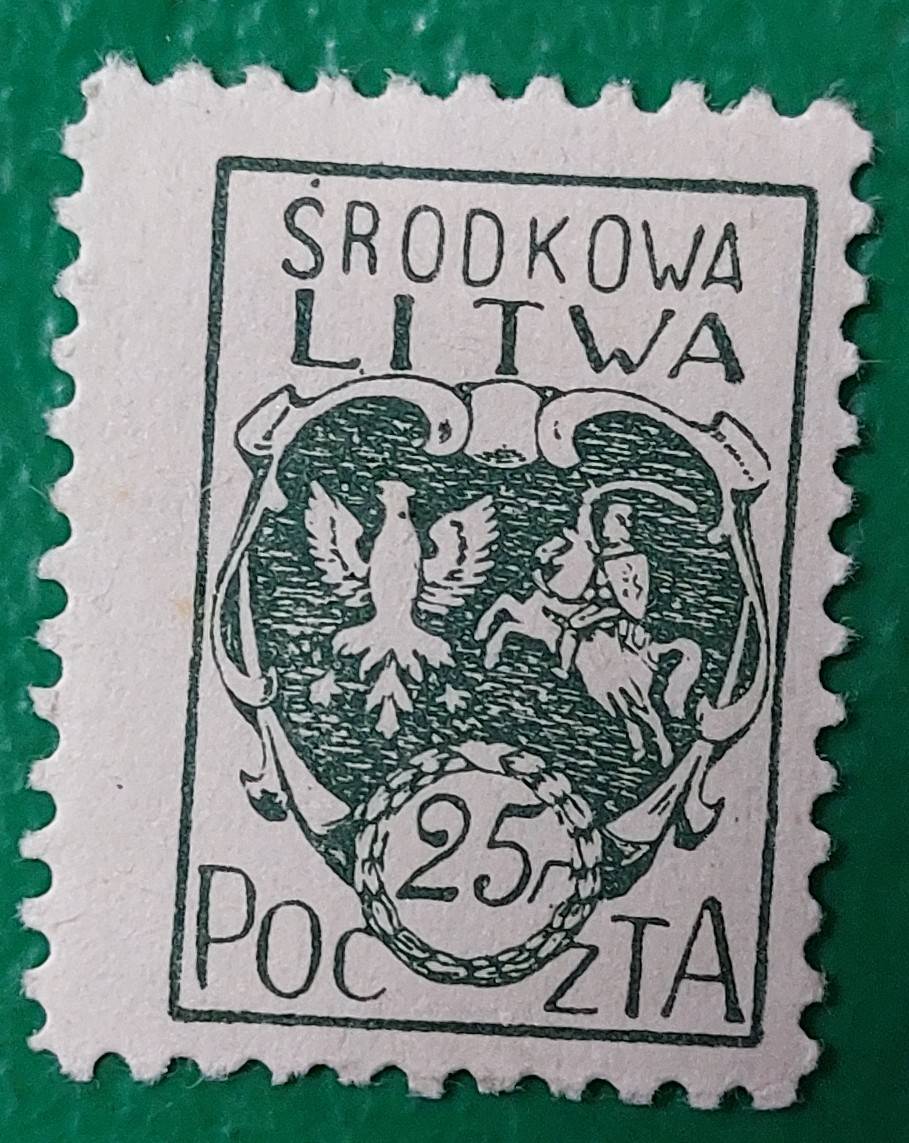 ŚRODKOWA
LITWA
25 f
POCZTA